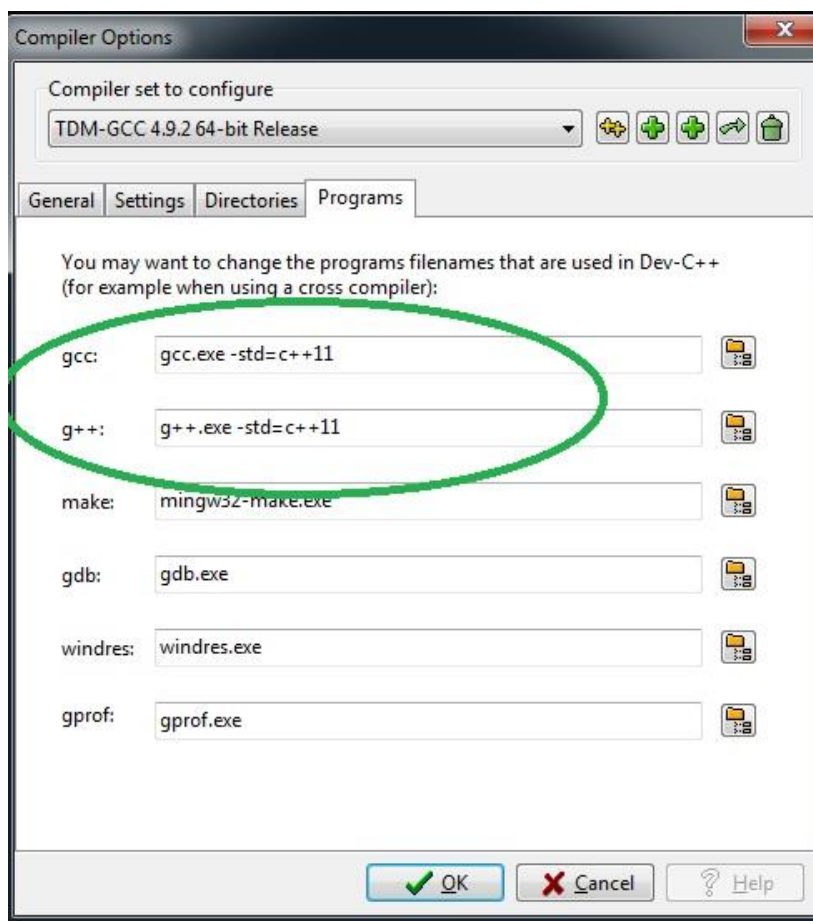 Compiler Options
Compiler set to configure
TDM-GCC 4.9.2 64-bit Release
General Settings Directories Programs
You may want to change the programs filenames that are used in Dev-C++
(for example when using a cross compiler):
gcc: gcc.exe -std=c++11
g++: g++.exe -std=c++11
make: mingw32-make.exe
gdb: gdb.exe
windres: windres.exe
gprof: gprof.exe
OK Cancel ? Help